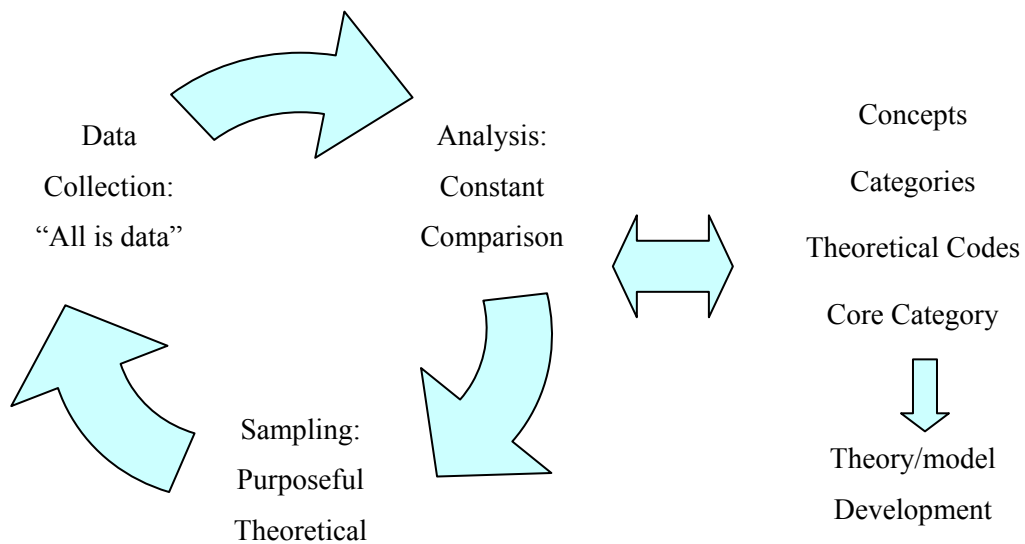 Data
Collection:
“All is data”
Analysis:
Constant
Comparison
Sampling:
Purposeful
Theoretical
Concepts
Categories
Theoretical Codes
Core Category
Theory/model
Development